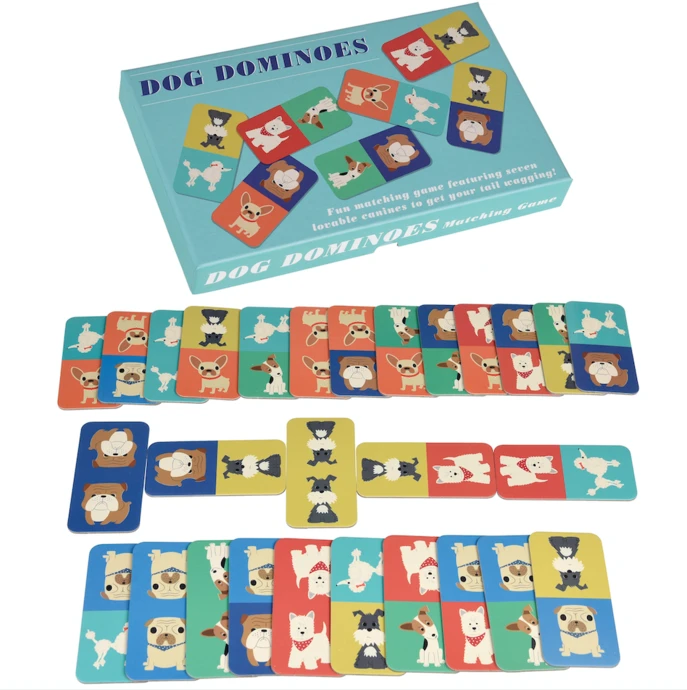 DOG DOMINOES
Fun matching game featuring seven
lovable canines to get your tail wagging!
DOG DOMINOES Matching Game